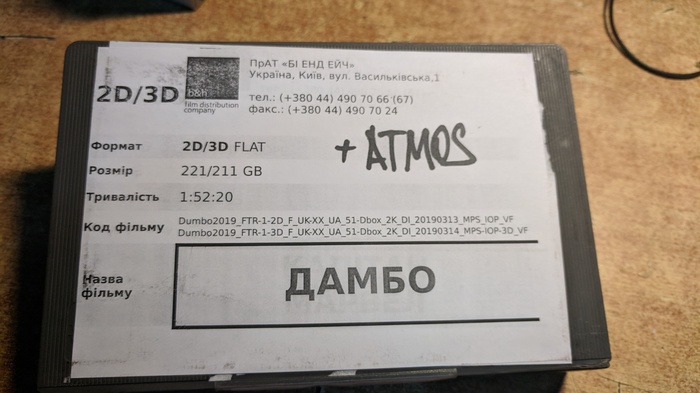 2D/3D
b&h
film distribution
company
ПрАТ «БІ ЕНД ЕЙЧ»
Україна, Київ, вул. Васильківська,1
тел.: (+380 44) 490 70 66 (67)
факс.: (+380 44) 490 70 24
Формат 2D/3D FLAT
+ ATMOS
Розмір 221/211 GB
Тривалість 1:52:20
Код фільму Dumbo2019_FTR-1-2D_F_UK-XX_UA_51-Dbox_2K_DI_20190313_MPS_IOP_VF
Dumbo2019_FTR-1-3D_F_UK-XX_UA_51-Dbox_2K_DI_20190314_MPS-IOP-3D_VF
Назва
фільму
ДАМБО